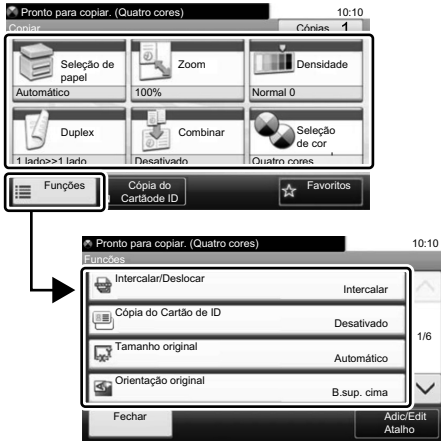 Pronto para copiar. (Quatro cores)
10:10
Copiar
Cópias 1
Seleção de
papel
Automático
Zoom
100%
Densidade
Normal 0
Duplex
1 lado>>1 lado
Combinar
Desativado
Seleção
de cor
Quatro cores
Funções
Cópia do
Cartãode ID
Favoritos
Pronto para copiar. (Quatro cores)
10:10
Funcões
Intercalar/Deslocar
Intercalar
Cópia do Cartão de ID
Desativado
1/6
Tamanho original
Automático
Orientação original
B.sup. cima
Fechar
Adic/Edit
Atalho